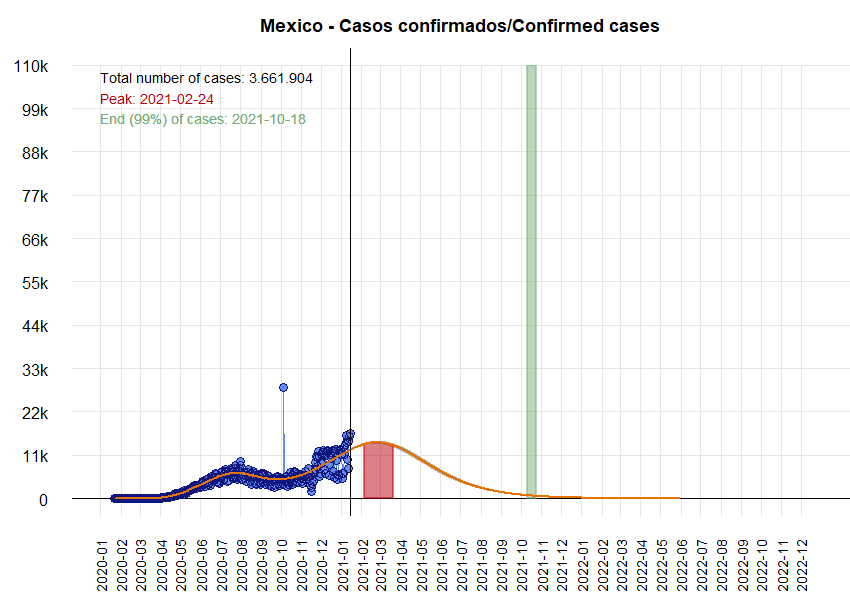 Mexico - Casos confirmados/Confirmed cases
110k
99k
88k
77k
66k
55k
44k
33k
22k
11k
0
Total number of cases: 3.661.904
Peak: 2021-02-24
End (99%) of cases: 2021-10-18
2020-01
2020-02
2020-03
2020-04
2020-05
2020-06
2020-07
2020-08
2020-09
2020-10
2020-11
2020-12
2021-01
2021-02
2021-03
2021-04
2021-05
2021-06
2021-07
2021-08
2021-09
2021-10
2021-11
2021-12
2022-01
2022-02
2022-03
2022-04
2022-05
2022-06
2022-07
2022-08
2022-09
2022-10
2022-11
2022-12